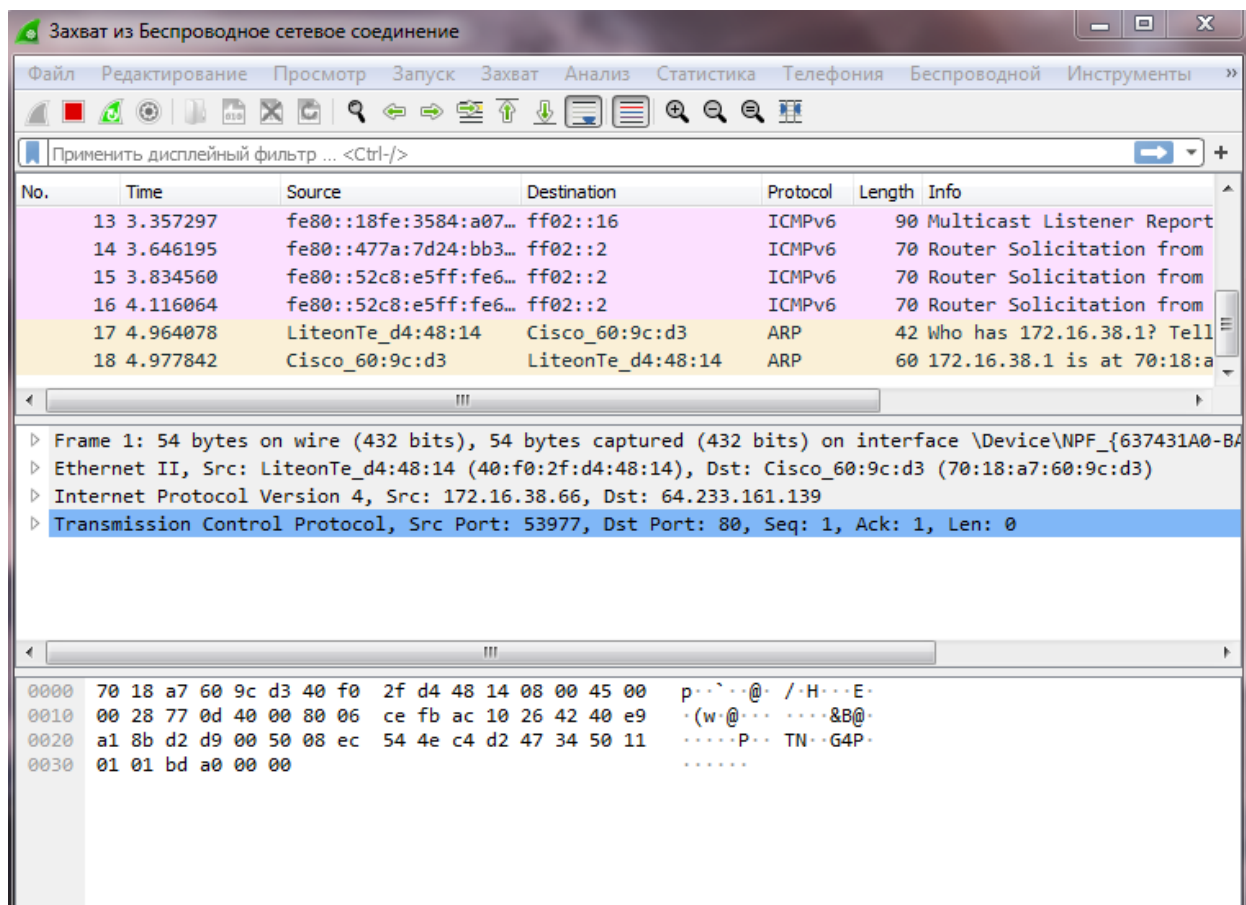 Захват из Беспроводное сетевое соединение
Файл Редактирование Просмотр Запуск Захват Анализ Статистика Телефония Беспроводной Инструменты »
Применить дисплейный фильтр ... <Ctrl-/>
No. Time Source Destination Protocol Length Info
13 3.357297 fe80::18fe:3584:a07… ff02::16 ICMPv6 90 Multicast Listener Report
14 3.646195 fe80::477a:7d24:bb3… ff02::2 ICMPv6 70 Router Solicitation from
15 3.834560 fe80::52c8:e5ff:fe6… ff02::2 ICMPv6 70 Router Solicitation from
16 4.116064 fe80::52c8:e5ff:fe6… ff02::2 ICMPv6 70 Router Solicitation from
17 4.964078 LiteonTe_d4:48:14 Cisco_60:9c:d3 ARP 42 Who has 172.16.38.1? Tell
18 4.977842 Cisco_60:9c:d3 LiteonTe_d4:48:14 ARP 60 172.16.38.1 is at 70:18:a
Frame 1: 54 bytes on wire (432 bits), 54 bytes captured (432 bits) on interface \Device\NPF_{637431A0-BA
Ethernet II, Src: LiteonTe_d4:48:14 (40:f0:2f:d4:48:14), Dst: Cisco_60:9c:d3 (70:18:a7:60:9c:d3)
Internet Protocol Version 4, Src: 172.16.38.66, Dst: 64.233.161.139
Transmission Control Protocol, Src Port: 53977, Dst Port: 80, Seq: 1, Ack: 1, Len: 0
0000 70 18 a7 60 9c d3 40 f0 2f d4 48 14 08 00 45 00 p··`··@· /·H···E·
0010 00 28 77 0d 40 00 80 06 ce fb ac 10 26 42 40 e9 ·(w·@··· ····&B@·
0020 a1 8b d2 d9 00 50 08 ec 54 4e c4 d2 47 34 50 11 ·····P·· TN··G4P·
0030 01 01 bd a0 00 00 ······